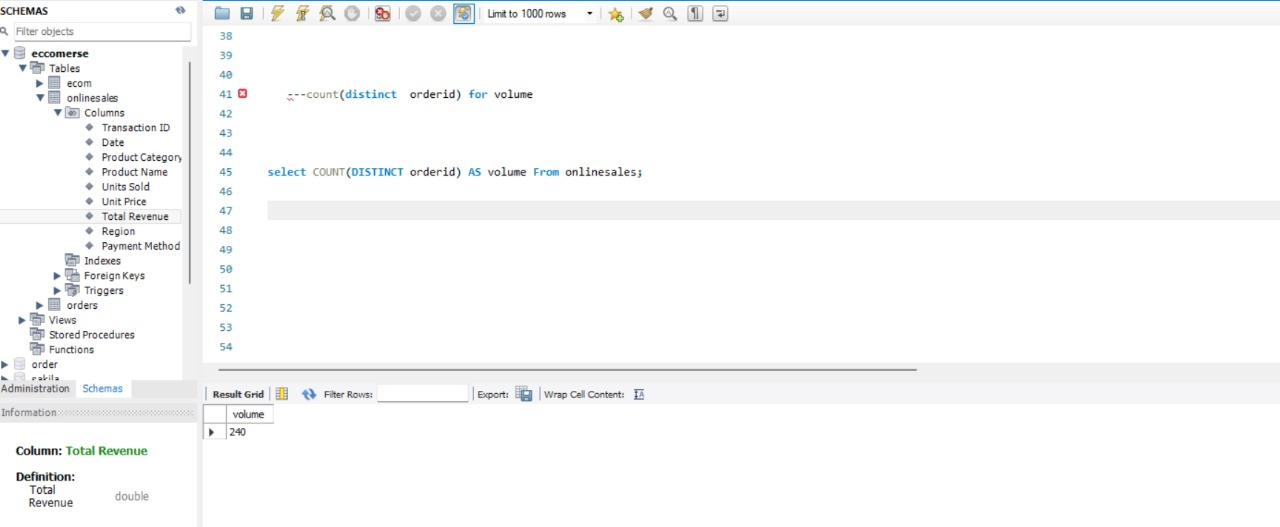 SCHEMAS
Filter objects
eccomerse
Tables
ecom
onlinesales
Columns
Transaction ID
Date
Product Category
Product Name
Units Sold
Unit Price
Total Revenue
Region
Payment Method
Indexes
Foreign Keys
Triggers
orders
Views
Stored Procedures
Functions
order
sakila
Administration Schemas
Information
Column: Total Revenue
Definition:
Total
Revenue double
Limit to 1000 rows
38
39
40
41 ---count(distinct orderid) for volume
42
43
44
45 select COUNT(DISTINCT orderid) AS volume From onlinesales;
46
47
48
49
50
51
52
53
54
Result Grid Filter Rows: Export: Wrap Cell Content:
volume
240